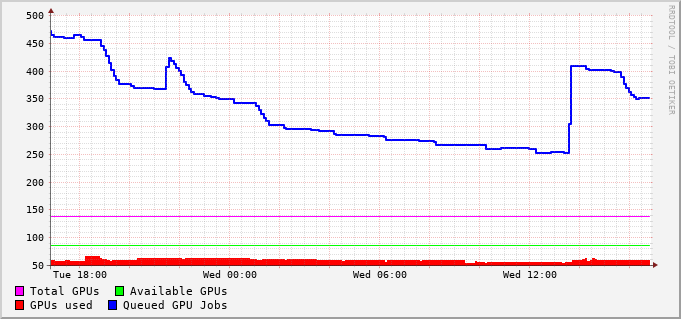 500
450
400
350
300
250
200
150
100
50
Tue 18:00 Wed 00:00 Wed 06:00 Wed 12:00
Total GPUs Available GPUs
GPUs used Queued GPU Jobs
RRDTOOL / TOBI OETIKER